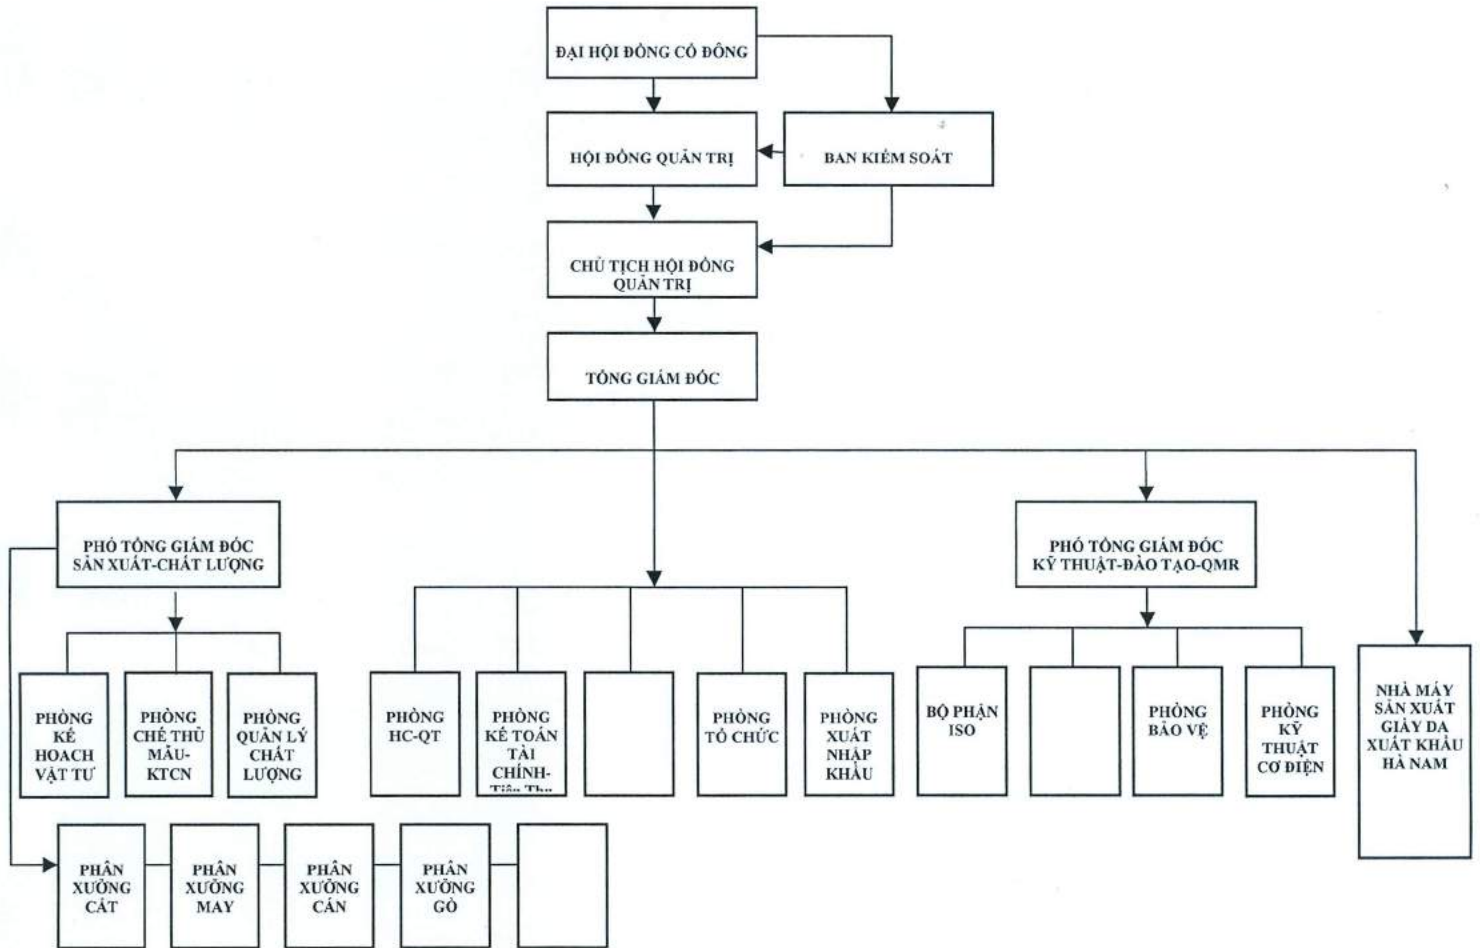 ĐẠI HỘI ĐỒNG CỔ ĐÔNG
HỘI ĐỒNG QUẢN TRỊ
BAN KIỂM SOÁT
CHỦ TỊCH HỘI ĐỒNG
QUẢN TRỊ
TỔNG GIÁM ĐỐC
PHÓ TỔNG GIÁM ĐỐC
SẢN XUẤT-CHẤT LƯỢNG
PHÓ TỔNG GIÁM ĐỐC
KỸ THUẬT-ĐÀO TẠO-QMR
PHÒNG
KẾ
HOẠCH
VẬT TƯ
PHÒNG
CHẾ THỬ
MẪU-
KTCN
PHÒNG
QUẢN LÝ
CHẤT
LƯỢNG
PHÒNG
HC-QT
PHÒNG
KẾ TOÁN
TÀI
CHÍNH-
PHÒNG
TỔ CHỨC
PHÒNG
XUẤT
NHẬP
KHẨU
BỘ PHẬN
ISO
PHÒNG
BẢO VỆ
PHÒNG
KỸ
THUẬT
CƠ ĐIỆN
NHÀ MÁY
SẢN XUẤT
GIÀY DA
XUẤT KHẨU
HÀ NAM
PHÂN
XƯỞNG
CẮT
PHÂN
XƯỞNG
MAY
PHÂN
XƯỞNG
CÁN
PHÂN
XƯỞNG
GÒ